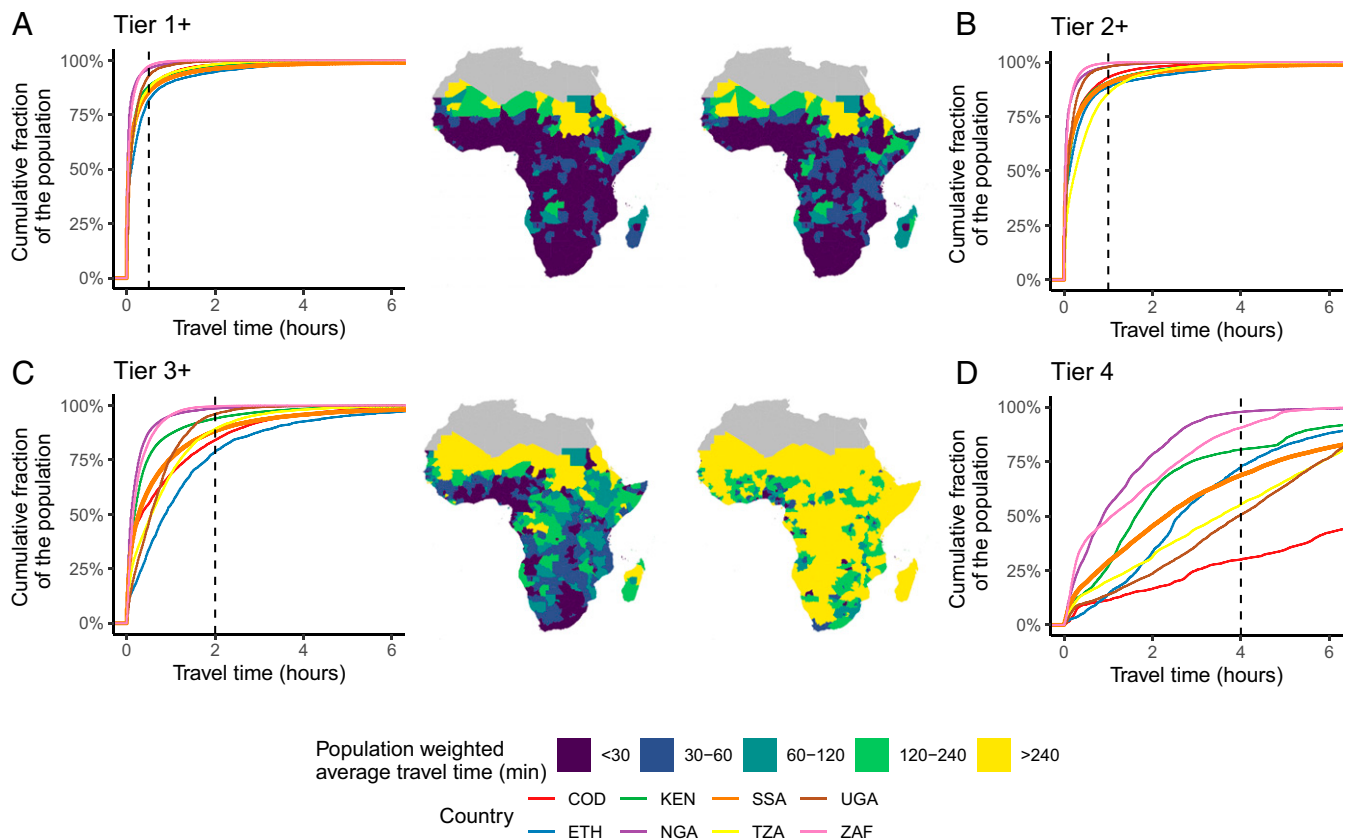 A
Tier 1+
Cumulative fraction
of the population
100%
75%
50%
25%
0%
0 2 4 6
Travel time (hours)
B
Tier 2+
Cumulative fraction
of the population
100%
75%
50%
25%
0%
0 2 4 6
Travel time (hours)
C
Tier 3+
Cumulative fraction
of the population
100%
75%
50%
25%
0%
0 2 4 6
Travel time (hours)
D
Tier 4
Cumulative fraction
of the population
100%
75%
50%
25%
0%
0 2 4 6
Travel time (hours)
Population weighted
average travel time (min)
<30 30−60 60−120 120−240 >240
Country
COD KEN SSA UGA
ETH NGA TZA ZAF